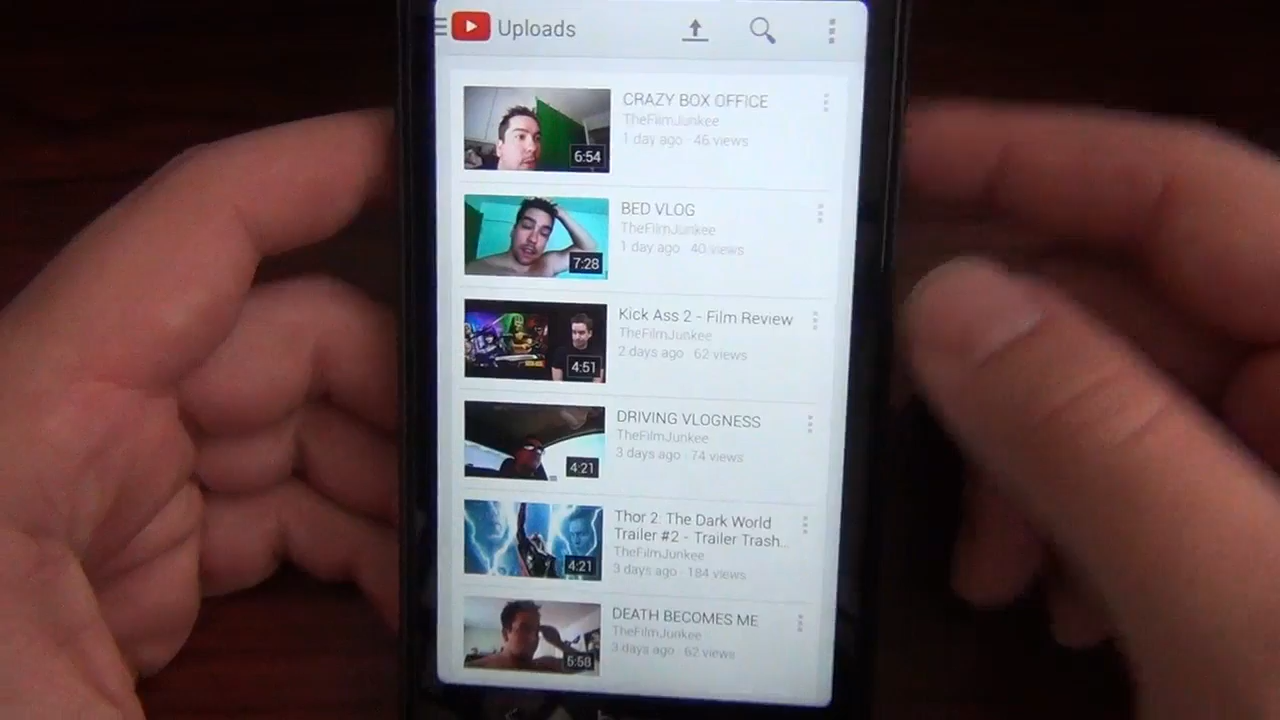 Uploads
CRAZY BOX OFFICE
TheFilmJunkee
1 day ago · 46 views
6:54
BED VLOG
TheFilmJunkee
1 day ago · 40 views
7:28
Kick Ass 2 - Film Review
TheFilmJunkee
2 days ago · 62 views
4:51
DRIVING VLOGNESS
TheFilmJunkee
3 days ago · 74 views
4:21
Thor 2: The Dark World
Trailer #2 - Trailer Trash...
TheFilmJunkee
3 days ago · 184 views
4:21
DEATH BECOMES ME
TheFilmJunkee
3 days ago · 62 views
5:58